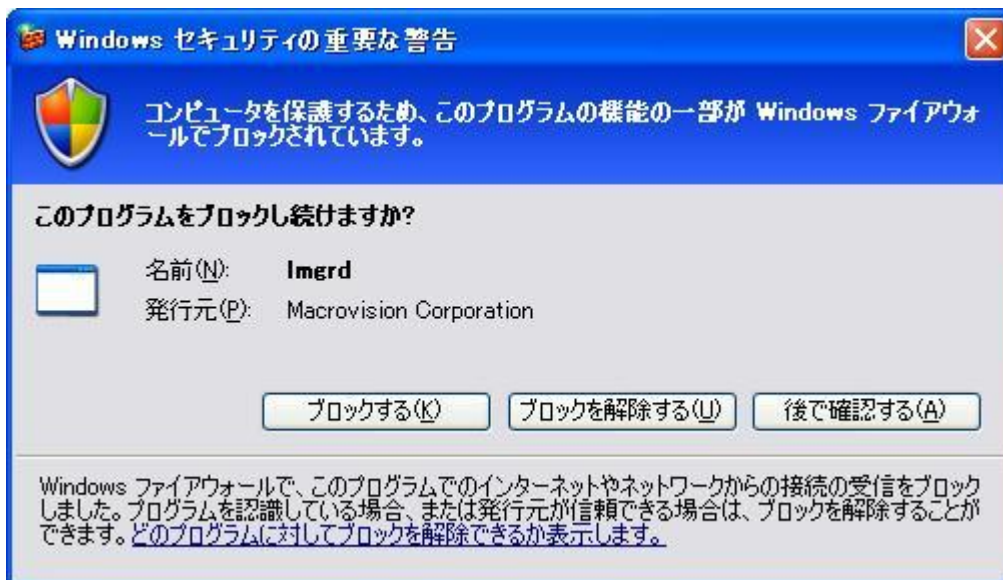 Windows セキュリティの重要な警告
コンピュータを保護するため、このプログラムの機能の一部が Windows ファイアウォ
ールでブロックされています。
このプログラムをブロックし続けますか?
名前(N): lmgrd
発行元(P): Macrovision Corporation
ブロックする(K) ブロックを解除する(U) 後で確認する(A)
Windows ファイアウォールで、このプログラムでのインターネットやネットワークからの接続の受信をブロック
しました。プログラムを認識している場合、または発行元が信頼できる場合は、ブロックを解除することが
できます。どのプログラムに対してブロックを解除できるか表示します。